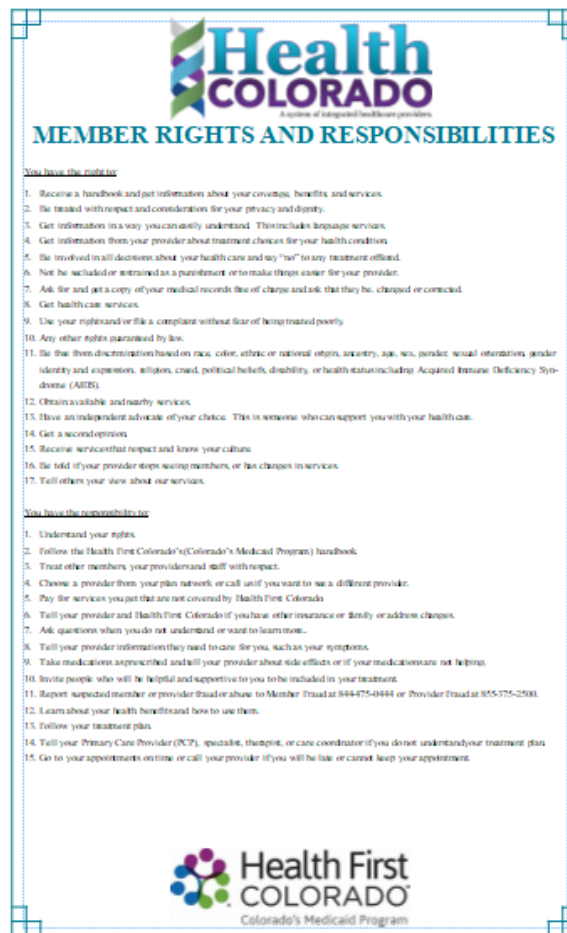 Health
COLORADO
A system of integrated healthcare providers
MEMBER RIGHTS AND RESPONSIBILITIES
You have the right to:
1. Receive a handbook and get information about your coverage, benefits, and services.
2. Be treated with respect and consideration for your privacy and dignity.
3. Get information in a way you can easily understand. This includes language services.
4. Get information from your provider about treatment choices for your health condition.
5. Be involved in all decisions about your health care and say "no" to any treatment offered.
6. Not be secluded or restrained as a punishment or to make things easier for your provider.
7. Ask for and get a copy of your medical records free of charge and ask that they be. changed or corrected.
8. Get health care services.
9. Use your rights and/or file a complaint without fear of being treated poorly.
10. Any other rights guaranteed by law.
11. Be free from discrimination based on race, color, ethnic or national origin, ancestry, age, sex, gender, sexual orientation, gender
identity and expression, religion, creed, political beliefs, disability, or health status including Acquired Immune Deficiency Syn-
drome (AIDS).
12. Obtain available and nearby services.
13. Have an independent advocate of your choice. This is someone who can support you with your health care.
14. Get a second opinion.
15. Receive services that respect and know your culture.
16. Be told if your provider stops seeing members, or has changes in services.
17. Tell others your view about our services.
You have the responsibility to:
1. Understand your rights.
2. Follow the Health First Colorado's (Colorado's Medicaid Program) handbook.
3. Treat other members, your providers and staff with respect.
4. Choose a provider from your plan network or call us if you want to see a different provider.
5. Pay for services you get that are not covered by Health First Colorado.
6. Tell your provider and Health First Colorado if you have other insurance or family or address changes.
7. Ask questions when you do not understand or want to learn more..
8. Tell your provider information they need to care for you, such as your symptoms.
9. Take medications as prescribed and tell your provider about side effects or if your medications are not helping.
10. Invite people who will be helpful and supportive to you to be included in your treatment.
11. Report suspected member or provider fraud or abuse to Member Fraud at 844-475-0444 or Provider Fraud at 855-375-2500.
12. Learn about your health benefits and how to use them.
13. Follow your treatment plan.
14. Tell your Primary Care Provider (PCP), specialist, therapist, or care coordinator if you do not understand your treatment plan.
15. Go to your appointments on time or call your provider if you will be late or cannot keep your appointment.
Health First
COLORADO
Colorado's Medicaid Program